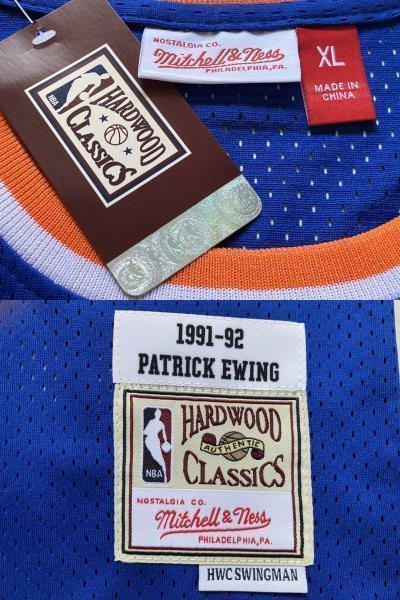 NBA
HARDWOOD
CLASSICS
NOSTALGIA CO.
Mitchell & Ness
PHILADELPHIA, PA.
XL
MADE IN
CHINA
1991-92
PATRICK EWING
NBA
HARDWOOD
AUTHENTIC
CLASSICS
NOSTALGIA CO.
Mitchell & Ness
PHILADELPHIA, PA.
HWC SWINGMAN